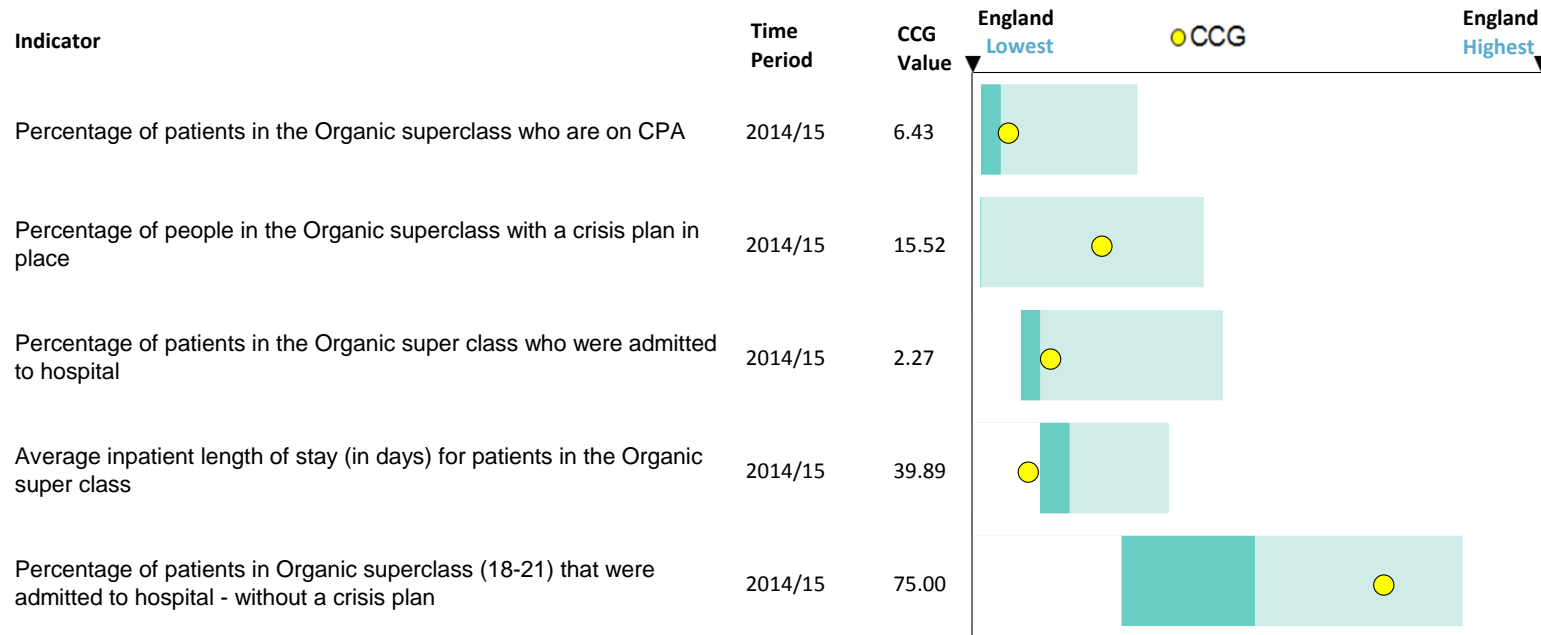 Indicator
Time
Period
CCG
Value
England
Lowest
CCG
England
Highest
Percentage of patients in the Organic superclass who are on CPA
2014/15
6.43
Percentage of people in the Organic superclass with a crisis plan in
place
2014/15
15.52
Percentage of patients in the Organic super class who were admitted
to hospital
2014/15
2.27
Average inpatient length of stay (in days) for patients in the Organic
super class
2014/15
39.89
Percentage of patients in Organic superclass (18-21) that were
admitted to hospital - without a crisis plan
2014/15
75.00